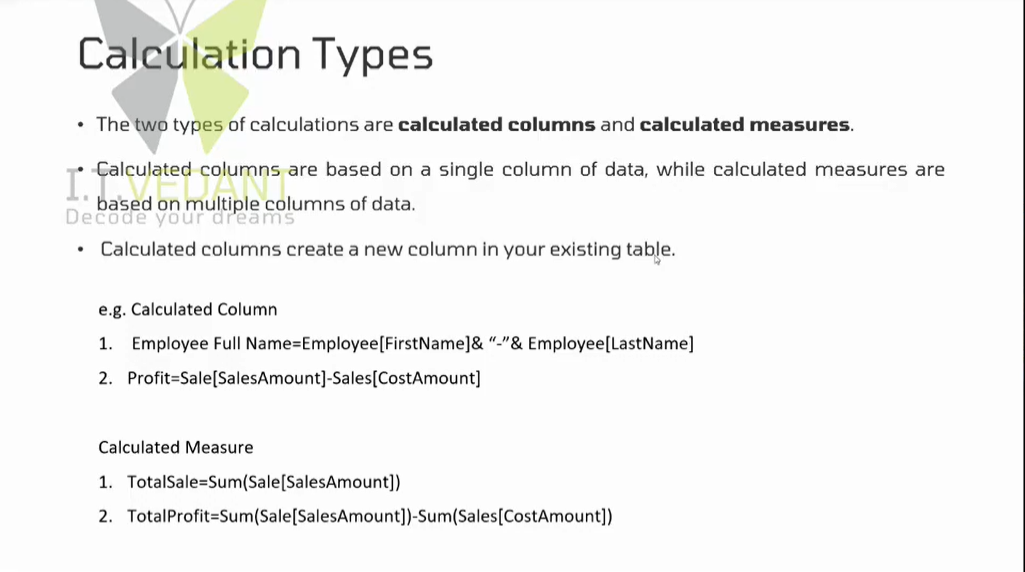 Calculation Types
• The two types of calculations are calculated columns and calculated measures.
• Calculated columns are based on a single column of data, while calculated measures are
based on multiple columns of data.
I.T.VEDANT
Decode your dreams
• Calculated columns create a new column in your existing table.
e.g. Calculated Column
1. Employee Full Name=Employee[FirstName]& “-”& Employee[LastName]
2. Profit=Sale[SalesAmount]-Sales[CostAmount]
Calculated Measure
1. TotalSale=Sum(Sale[SalesAmount])
2. TotalProfit=Sum(Sale[SalesAmount])-Sum(Sales[CostAmount])